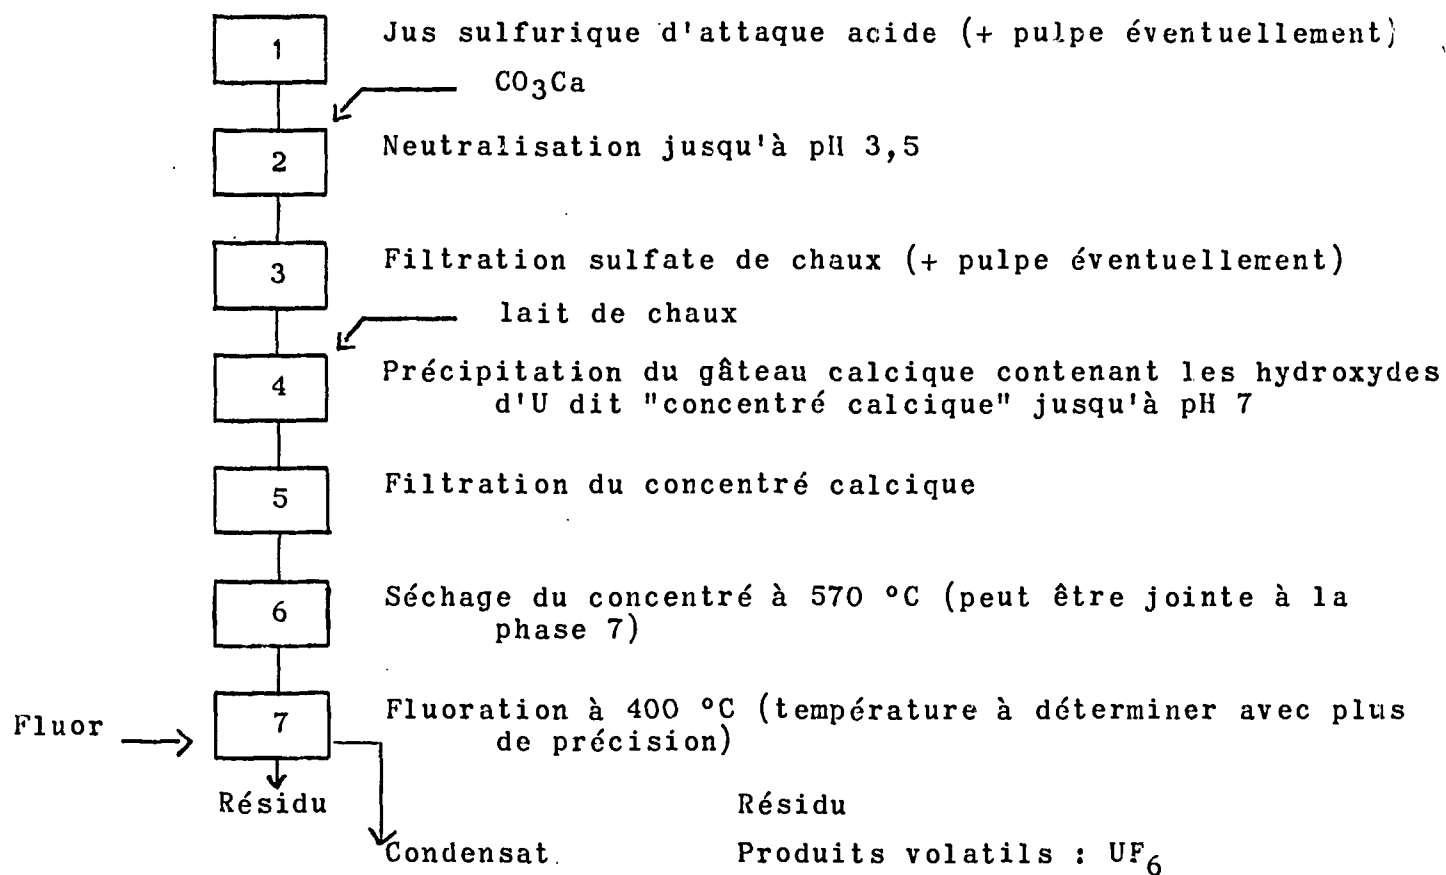 1 Jus sulfurique d'attaque acide (+ pulpe éventuellement)
CO3Ca
2 Neutralisation jusqu'à pH 3,5
3 Filtration sulfate de chaux (+ pulpe éventuellement)
lait de chaux
4 Précipitation du gâteau calcique contenant les hydroxydes
d'U dit "concentré calcique" jusqu'à pH 7
5 Filtration du concentré calcique
6 Séchage du concentré à 570 °C (peut être jointe à la
phase 7)
Fluor 7 Fluoration à 400 °C (température à déterminer avec plus
de précision)
Résidu Résidu
Condensat. Produits volatils : UF6